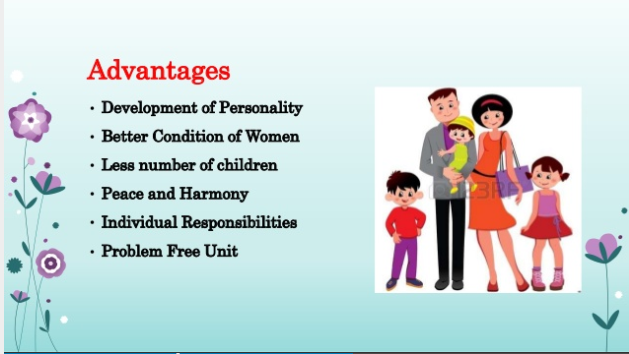 Advantages
• Development of Personality
• Better Condition of Women
• Less number of children
• Peace and Harmony
• Individual Responsibilities
• Problem Free Unit